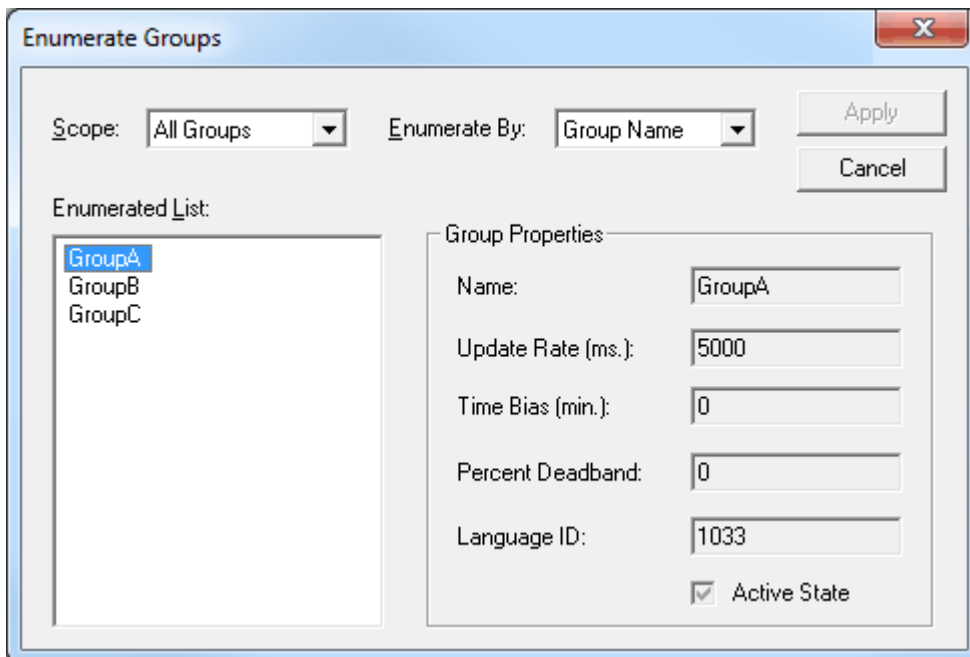 Enumerate Groups
Scope: All Groups Enumerate By: Group Name Apply
Cancel
Enumerated List:
GroupA
GroupB
GroupC
Group Properties
Name: GroupA
Update Rate (ms.): 5000
Time Bias (min.): 0
Percent Deadband: 0
Language ID: 1033
Active State